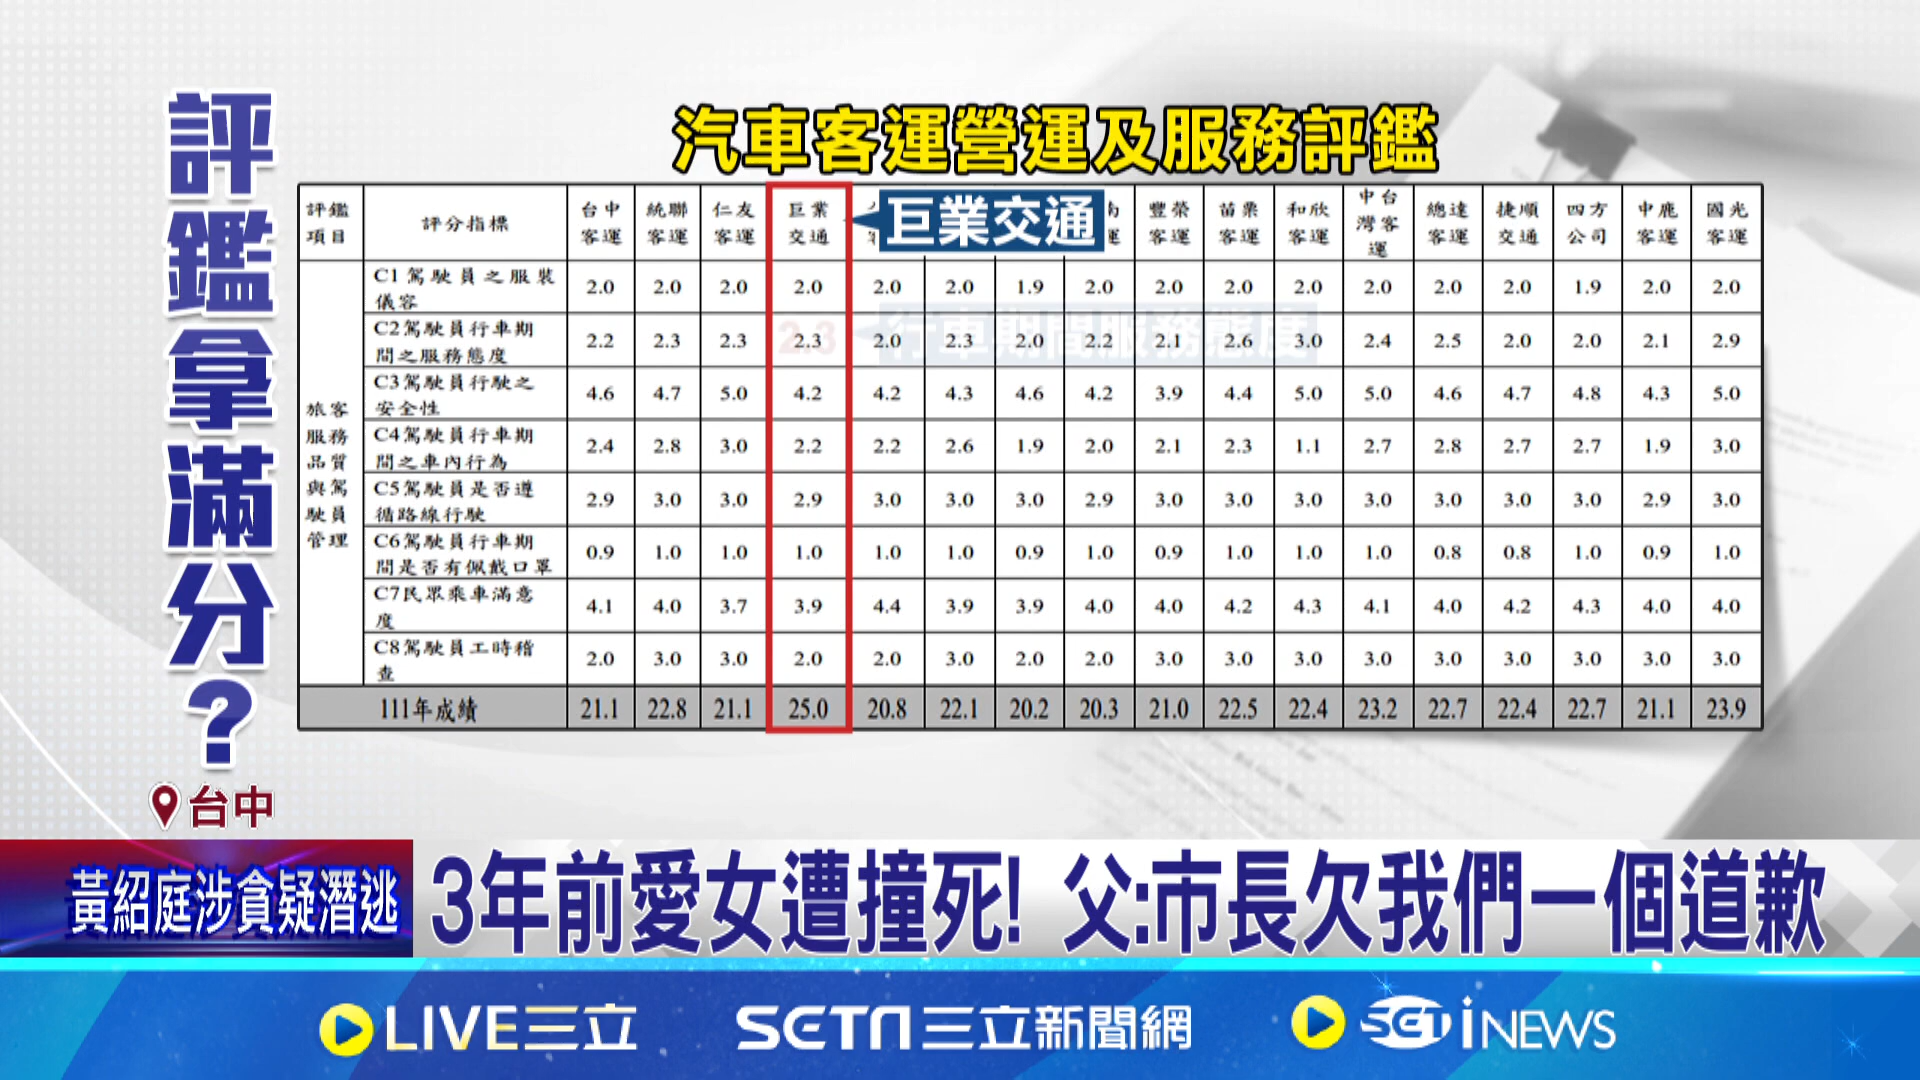 評鑑拿滿分?
台中
汽車客運營運及服務評鑑
巨業交通
評鑑項目 評分指標 台中客運 統聯客運 仁友客運 巨業交通 豐榮客運 苗栗客運 和欣客運 中台灣客運 總達客運 捷順交通 四方公司 中鹿客運 國光客運
旅客服務品質與駕駛員管理
C1駕駛員之服裝儀容 2.0 2.0 2.0 2.0 2.0 2.0 1.9 2.0 2.0 2.0 2.0 2.0 2.0 2.0 1.9 2.0 2.0
2.3 行車期間服務態度
C2駕駛員行車期間之服務態度 2.2 2.3 2.3 2.3 2.0 2.3 2.0 2.2 2.1 2.6 3.0 2.4 2.5 2.0 2.0 2.1 2.9
C3駕駛員行駛之安全性 4.6 4.7 5.0 4.2 4.2 4.3 4.6 4.2 3.9 4.4 5.0 5.0 4.6 4.7 4.8 4.3 5.0
C4駕駛員行車期間之車內行為 2.4 2.8 3.0 2.2 2.2 2.6 1.9 2.0 2.1 2.3 1.1 2.7 2.8 2.7 2.7 1.9 3.0
C5駕駛員是否遵循路線行駛 2.9 3.0 3.0 2.9 3.0 3.0 3.0 2.9 3.0 3.0 3.0 3.0 3.0 3.0 3.0 2.9 3.0
C6駕駛員行車期間是否有佩戴口罩 0.9 1.0 1.0 1.0 1.0 1.0 0.9 1.0 0.9 1.0 1.0 1.0 0.8 0.8 1.0 0.9 1.0
C7民眾乘車滿意度 4.1 4.0 3.7 3.9 4.4 3.9 3.9 4.0 4.0 4.2 4.3 4.1 4.0 4.2 4.3 4.0 4.0
C8駕駛員工時稽查 2.0 3.0 3.0 2.0 2.0 3.0 2.0 2.0 3.0 3.0 3.0 3.0 3.0 3.0 3.0 3.0 3.0
111年成績 21.1 22.8 21.1 25.0 20.8 22.1 20.2 20.3 21.0 22.5 22.4 23.2 22.7 22.4 22.7 21.1 23.9
黃紹庭涉貪疑潛逃
3年前愛女遭撞死! 父:市長欠我們一個道歉
LIVE三立
SETN三立新聞網
SETiNEWS